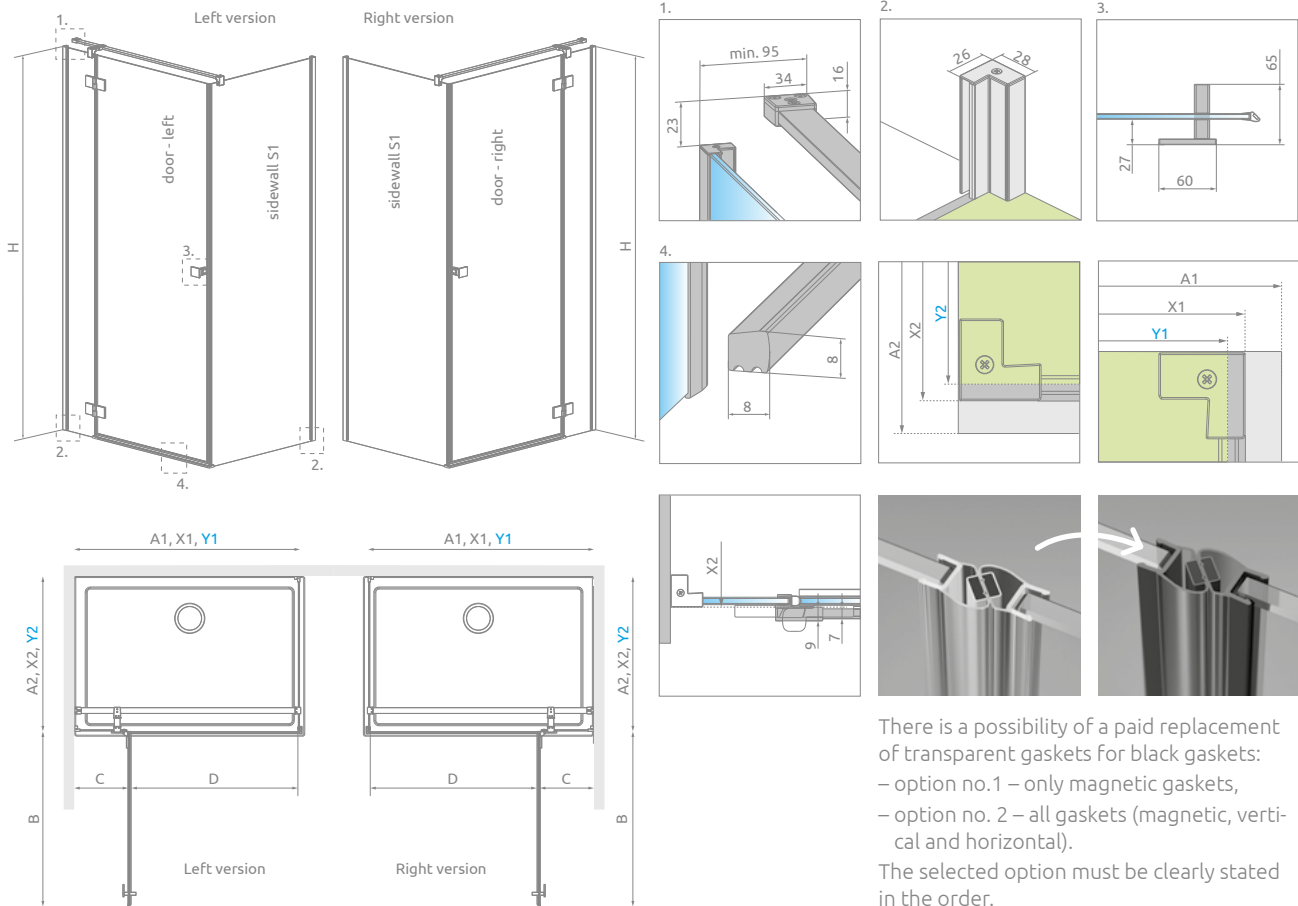 Left version
Right version
1.
door - left
sidewall S1
H
3.
2.
4.
2.
sidewall S1
door - right
H
1.
min. 95
34
16
23
2.
26
28
3.
65
27
60
4.
8
8
A2
X2
Y2
A1
X1
Y1
A1, X1, Y1
A1, X1, Y1
A2, X2, Y2
A2, X2, Y2
C
D
D
C
B
B
Left version
Right version
X2
9
7
There is a possibility of a paid replacement
of transparent gaskets for black gaskets:
– option no.1 – only magnetic gaskets,
– option no. 2 – all gaskets (magnetic, verti-
cal and horizontal).
The selected option must be clearly stated
in the order.